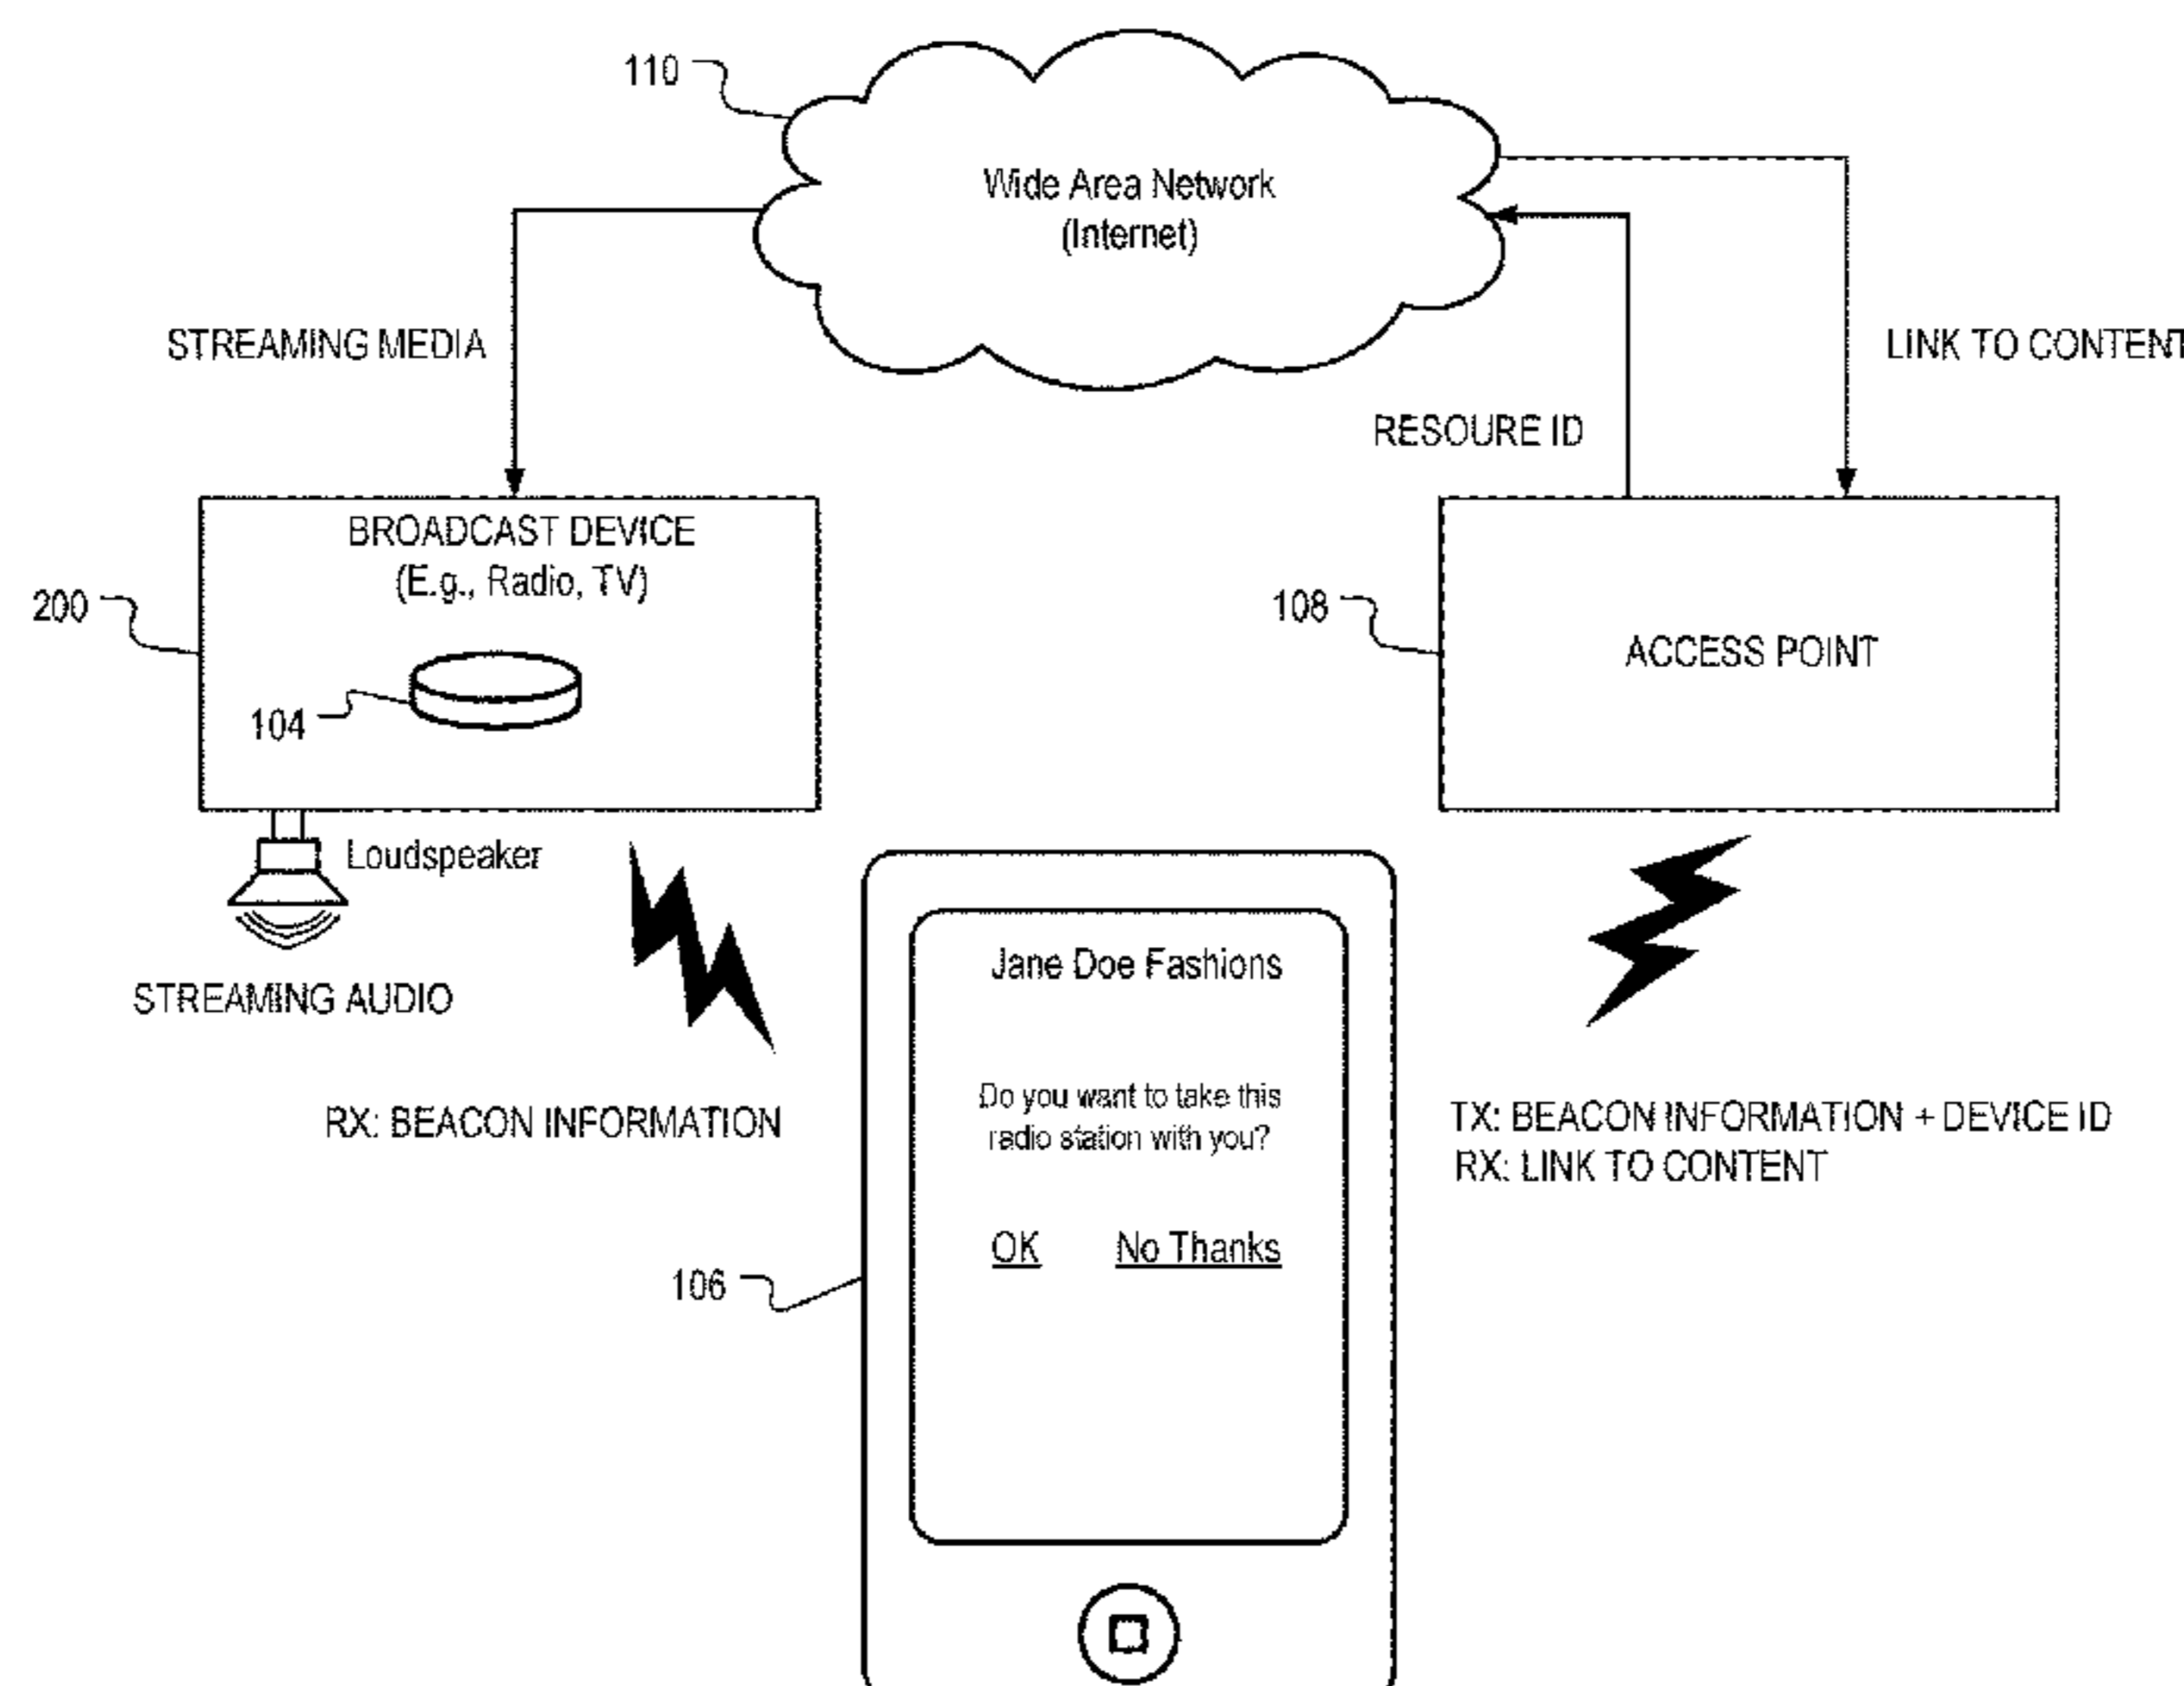 110
Wide Area Network
(Internet)
STREAMING MEDIA
LINK TO CONTENT
RESOURE ID
BROADCAST DEVICE
(E.g., Radio, TV)
200
104
108
ACCESS POINT
Loudspeaker
STREAMING AUDIO
Jane Doe Fashions
Do you want to take this
radio station with you?
RX: BEACON INFORMATION
TX: BEACON INFORMATION + DEVICE ID
RX: LINK TO CONTENT
OK No Thanks
106